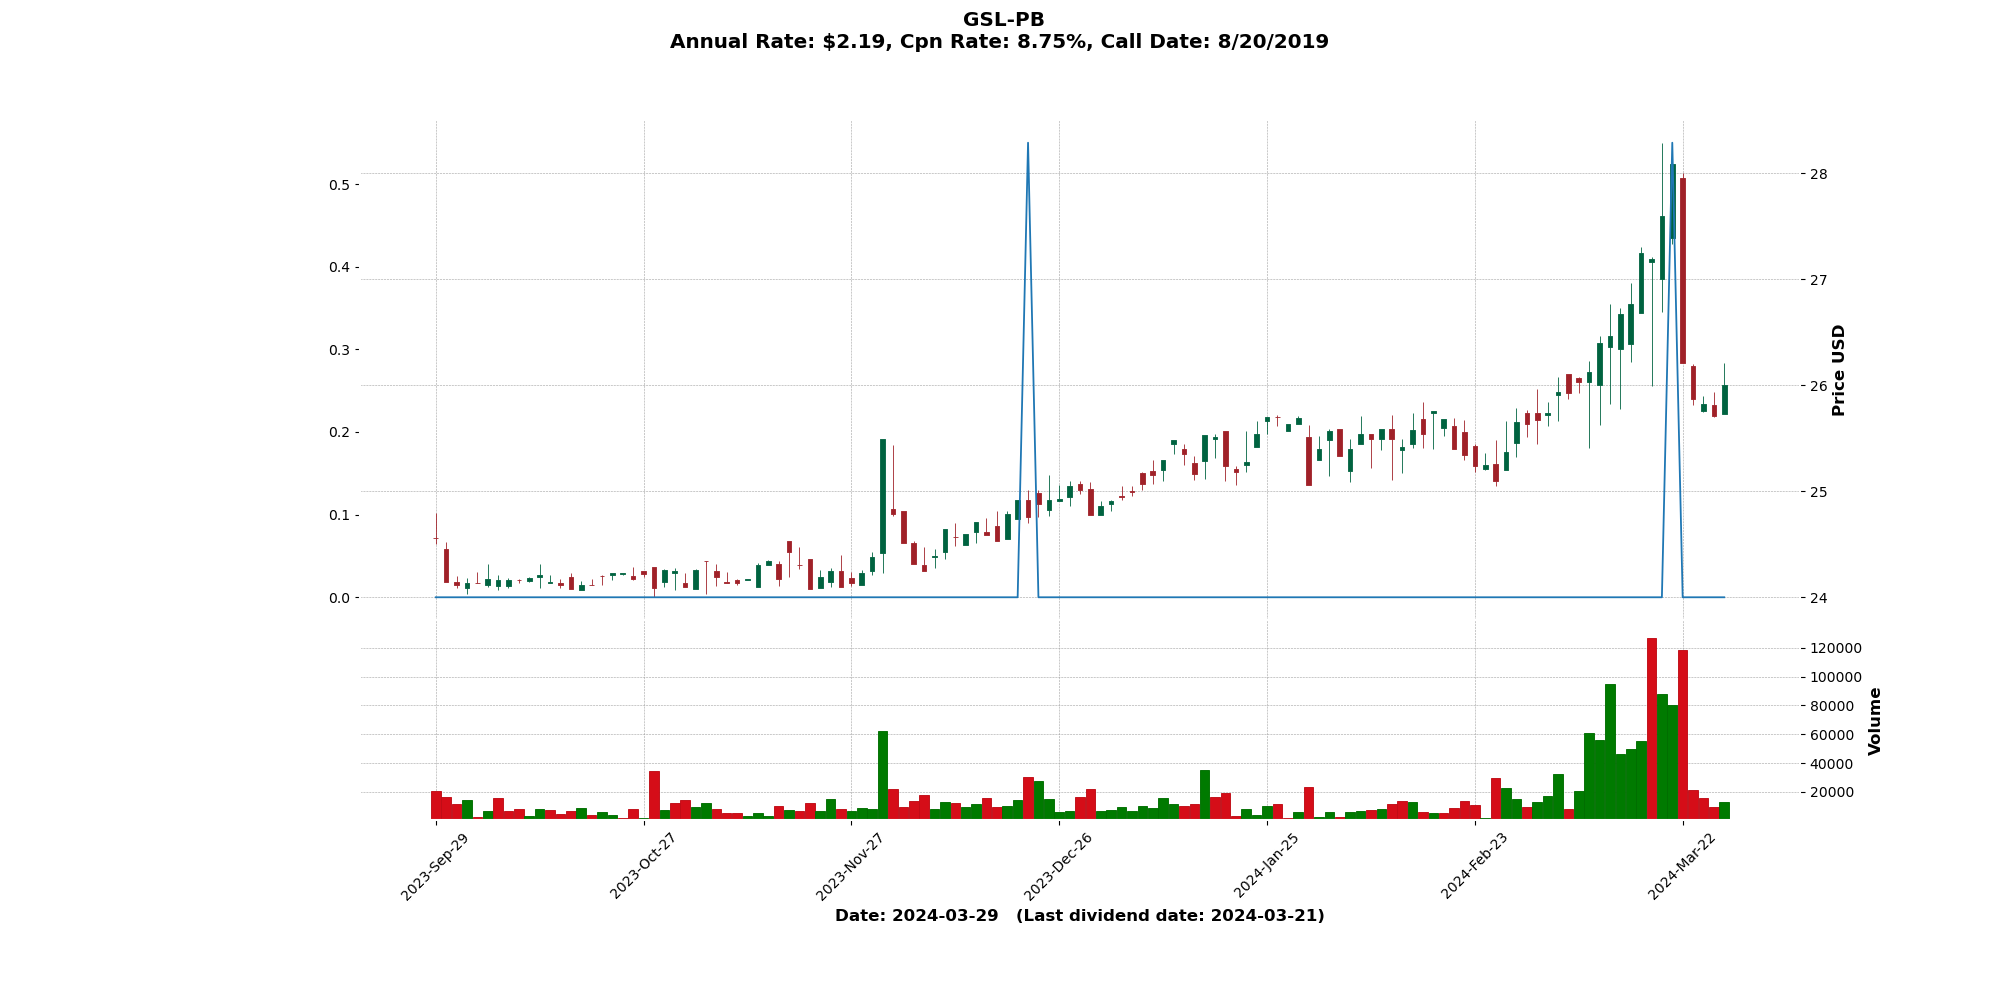 GSL-PB
Annual Rate: $2.19, Cpn Rate: 8.75%, Call Date: 8/20/2019
0.5
0.4
0.3
0.2
0.1
0.0
28
27
26
25
24
Price USD
120000
100000
80000
60000
40000
20000
Volume
2023-Sep-29
2023-Oct-27
2023-Nov-27
2023-Dec-26
2024-Jan-25
2024-Feb-23
2024-Mar-22
Date: 2024-03-29   (Last dividend date: 2024-03-21)